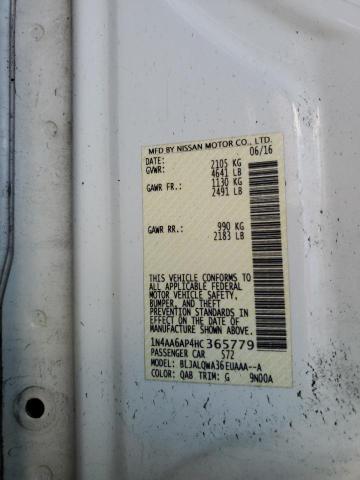 MFD BY NISSAN MOTOR CO., LTD.
DATE: 06/16
GVWR: 2105 KG
4641 LB
GAWR FR.: 1130 KG
2491 LB
GAWR RR.: 990 KG
2183 LB
THIS VEHICLE CONFORMS TO
ALL APPLICABLE FEDERAL
MOTOR VEHICLE SAFETY,
BUMPER, AND THEFT
PREVENTION STANDARDS IN
EFFECT ON THE DATE OF
MANUFACTURE SHOWN ABOVE.
1N4AA6AP4HC365779
PASSENGER CAR S72
MODEL: BLJALQWA36EUAAA--A
COLOR: QAB TRIM: G 9N00A